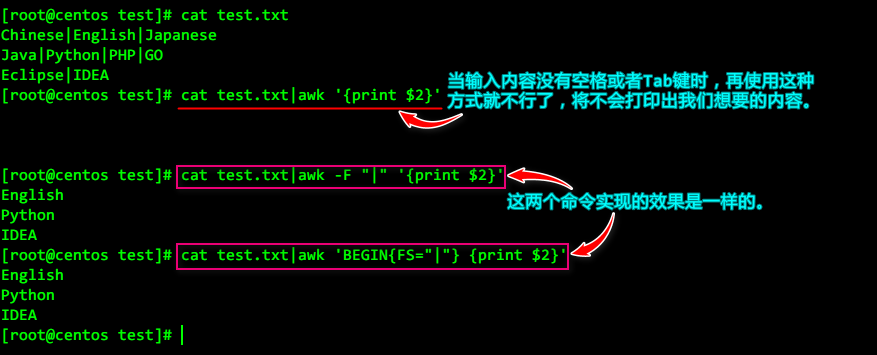 [root@centos test]# cat test.txt
Chinese|English|Japanese
Java|Python|PHP|GO
Eclipse|IDEA
[root@centos test]# cat test.txt|awk '{print $2}'
当输入内容没有空格或者Tab键时，再使用这种
方式就不行了，将不会打印出我们想要的内容。
[root@centos test]# cat test.txt|awk -F "|" '{print $2}'
English
Python
IDEA
这两个命令实现的效果是一样的。
[root@centos test]# cat test.txt|awk 'BEGIN{FS="|"} {print $2}'
English
Python
IDEA
[root@centos test]#